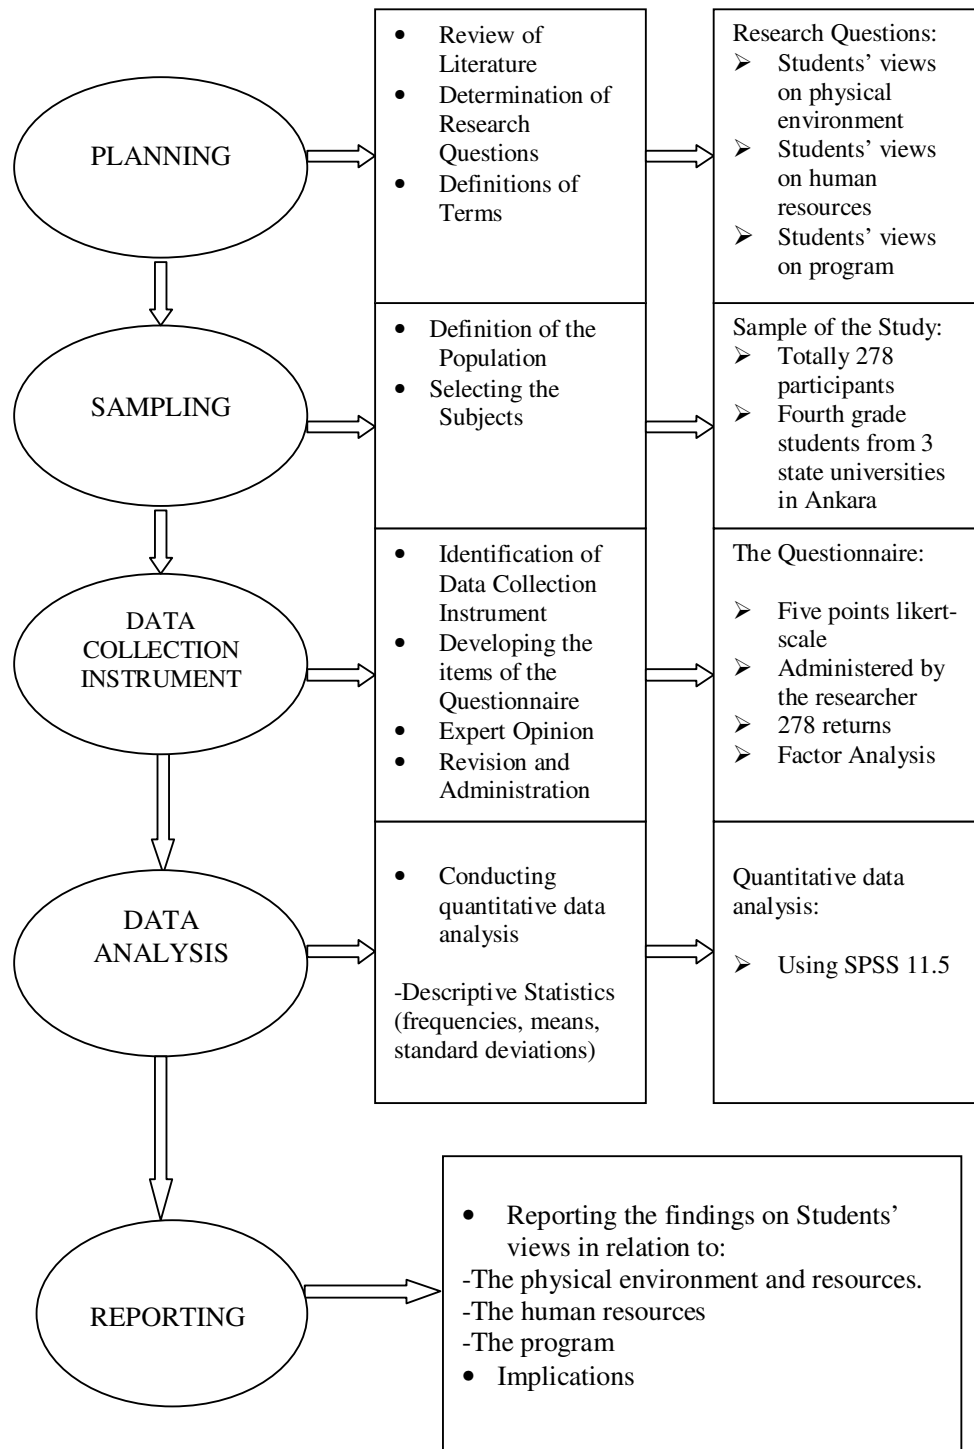 PLANNING
• Review of
Literature
• Determination of
Research
Questions
• Definitions of
Terms
Research Questions:
➢ Students’ views
on physical
environment
➢ Students’ views
on human
resources
➢ Students’ views
on program
SAMPLING
• Definition of the
Population
• Selecting the
Subjects
Sample of the Study:
➢ Totally 278
participants
➢ Fourth grade
students from 3
state universities
in Ankara
DATA
COLLECTION
INSTRUMENT
• Identification of
Data Collection
Instrument
• Developing the
items of the
Questionnaire
• Expert Opinion
• Revision and
Administration
The Questionnaire:
➢ Five points likert-
scale
➢ Administered by
the researcher
➢ 278 returns
➢ Factor Analysis
DATA
ANALYSIS
• Conducting
quantitative data
analysis
-Descriptive Statistics
(frequencies, means,
standard deviations)
Quantitative data
analysis:
➢ Using SPSS 11.5
REPORTING
• Reporting the findings on Students’
views in relation to:
-The physical environment and resources.
-The human resources
-The program
• Implications